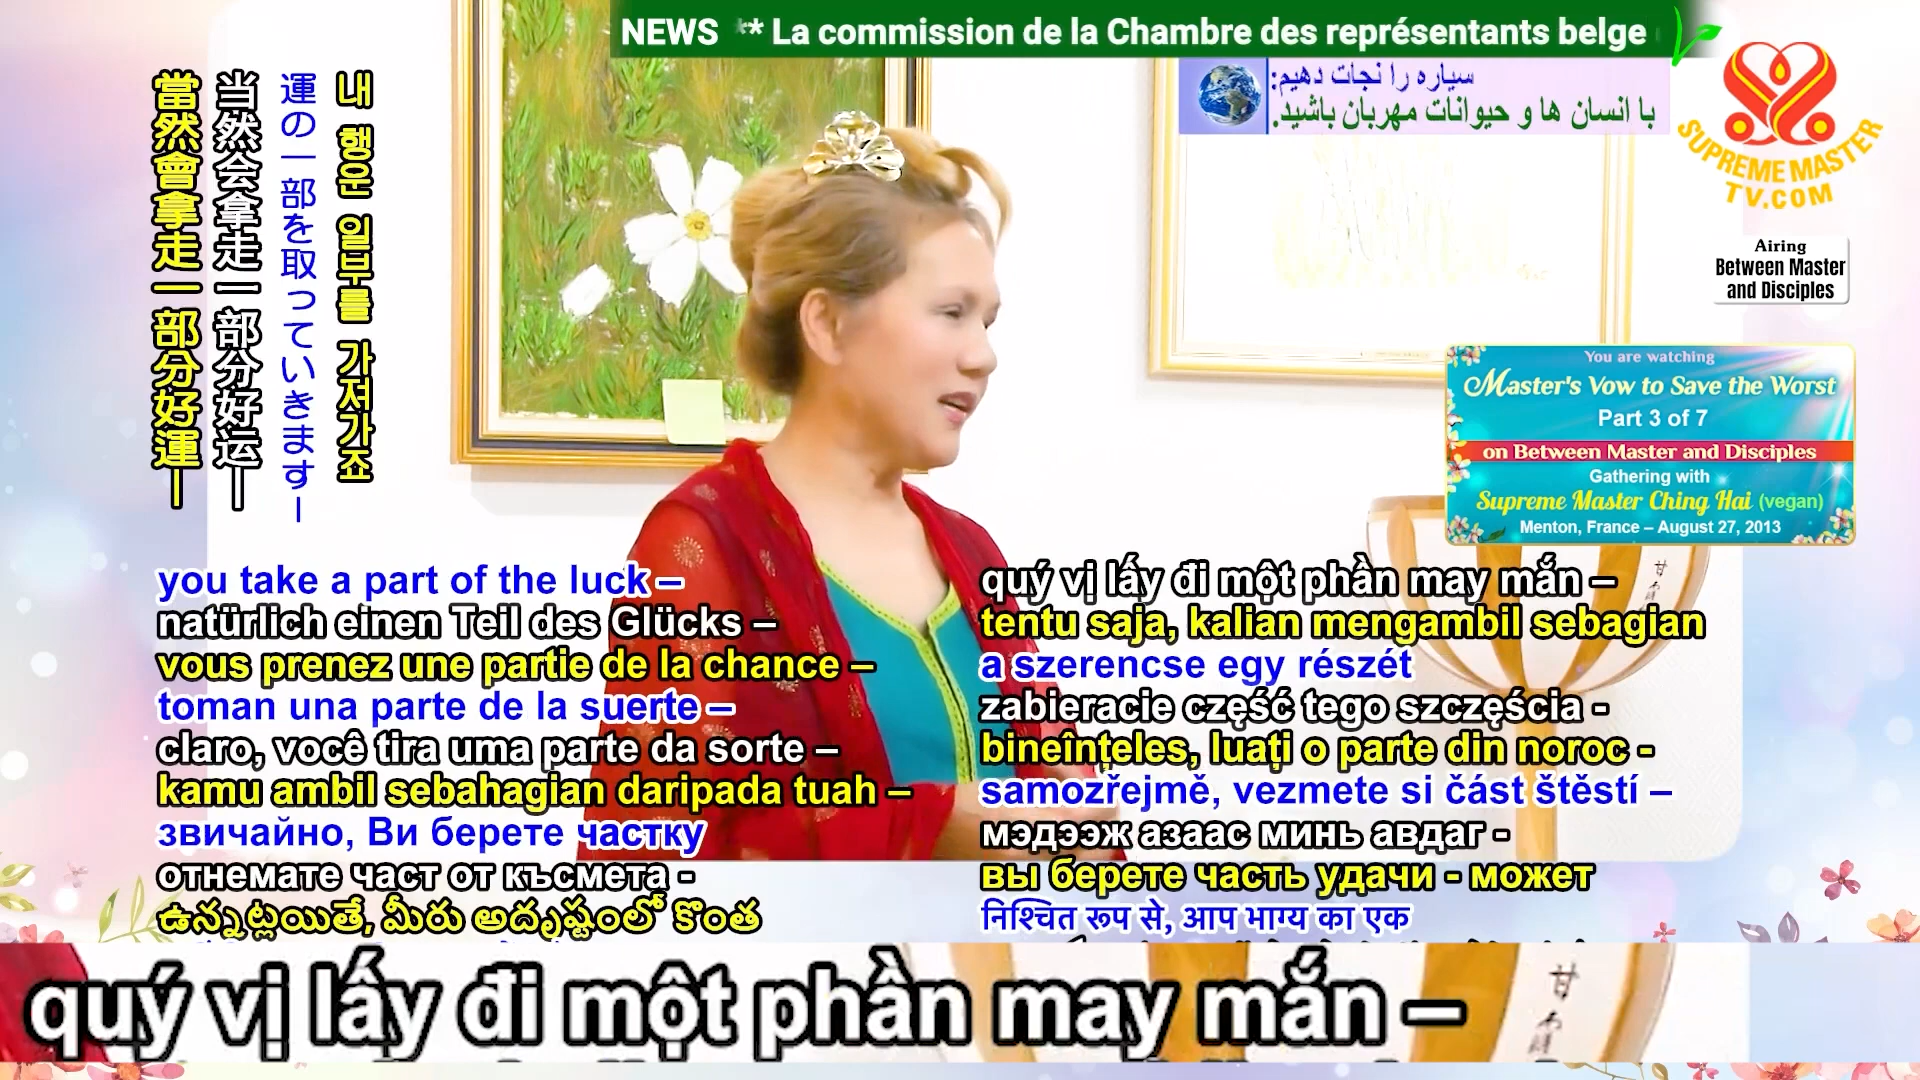 NEWS ** La commission de la Chambre des représentants belge
سیاره را نجات دهیم:
با انسان ها و حیوانات مهربان باشید.
SUPREME MASTER
TV.COM
Airing
Between Master
and Disciples
You are watching
Master's Vow to Save the Worst
Part 3 of 7
on Between Master and Disciples
Gathering with
Supreme Master Ching Hai (vegan)
Menton, France – August 27, 2013
當然會拿走一部分好運—
当然会拿走一部分好运—
運の一部を取っていきますー
내 행운 일부를 가져가죠
you take a part of the luck –
natürlich einen Teil des Glücks –
vous prenez une partie de la chance –
toman una parte de la suerte –
claro, você tira uma parte da sorte –
kamu ambil sebahagian daripada tuah –
звичайно, Ви берете частку
отнемате част от късмета -
ఉన్నట్లయితే, మీరు అదృష్టంలో కొంత
quý vị lấy đi một phần may mắn –
tentu saja, kalian mengambil sebagian
a szerencse egy részét
zabieracie część tego szczęścia -
bineînțeles, luați o parte din noroc -
samozřejmě, vezmete si část štěstí –
мэдээж азаас минь авдаг -
вы берете часть удачи - может
निश्चित रूप से, आप भाग्य का एक
quý vị lấy đi một phần may mắn –